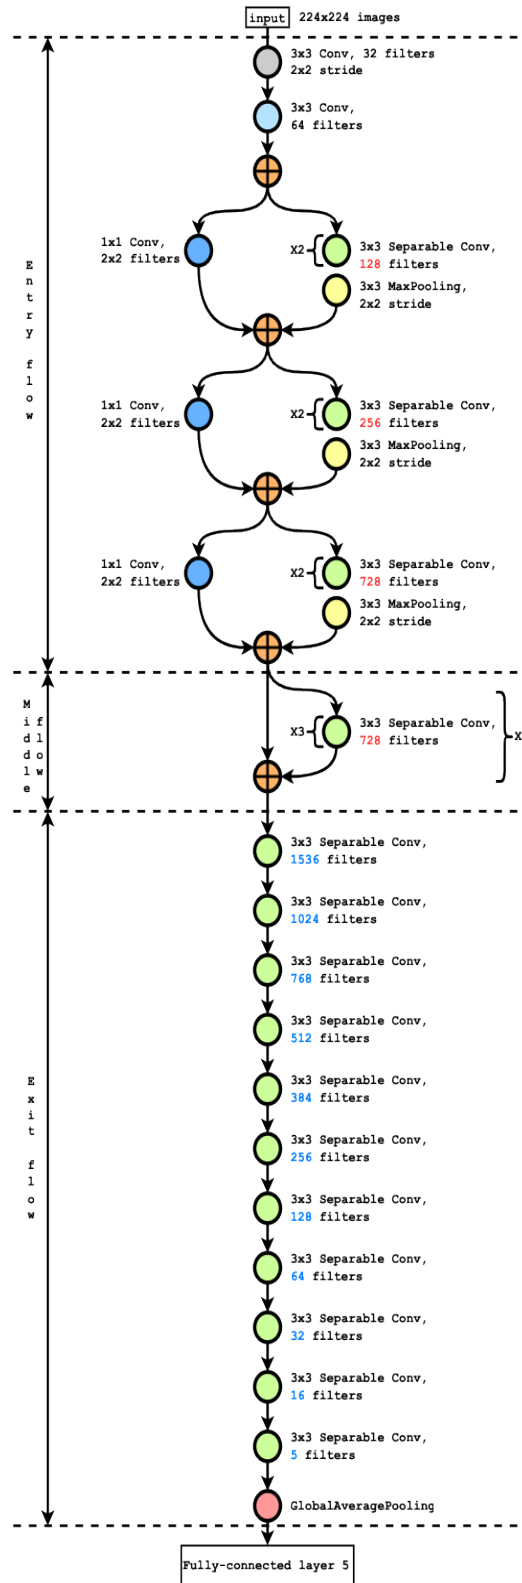 input 224x224 images
3x3 Conv, 32 filters
2x2 stride
3x3 Conv,
64 filters
Entry flow
1x1 Conv,
2x2 filters
X2
3x3 Separable Conv,
128 filters
3x3 MaxPooling,
2x2 stride
1x1 Conv,
2x2 filters
X2
3x3 Separable Conv,
256 filters
3x3 MaxPooling,
2x2 stride
1x1 Conv,
2x2 filters
X2
3x3 Separable Conv,
728 filters
3x3 MaxPooling,
2x2 stride
Middle
flow
X3
3x3 Separable Conv,
728 filters
X
Exit flow
3x3 Separable Conv,
1536 filters
3x3 Separable Conv,
1024 filters
3x3 Separable Conv,
768 filters
3x3 Separable Conv,
512 filters
3x3 Separable Conv,
384 filters
3x3 Separable Conv,
256 filters
3x3 Separable Conv,
128 filters
3x3 Separable Conv,
64 filters
3x3 Separable Conv,
32 filters
3x3 Separable Conv,
16 filters
3x3 Separable Conv,
5 filters
GlobalAveragePooling
Fully-connected layer 5